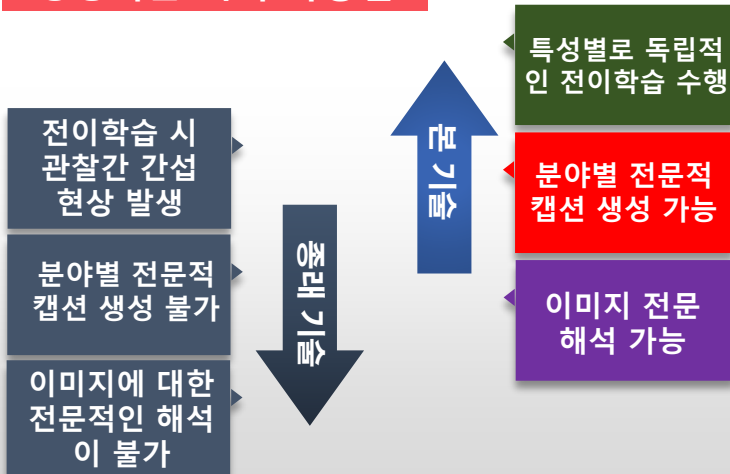 전이학습 시
관찰간 간섭
현상 발생
분야별 전문적
캡션 생성 불가
이미지에 대한
전문적인 해석
이 불가
종래 기술
본 기술
특성별로 독립적
인 전이학습 수행
분야별 전문적
캡션 생성 가능
이미지 전문
해석 가능